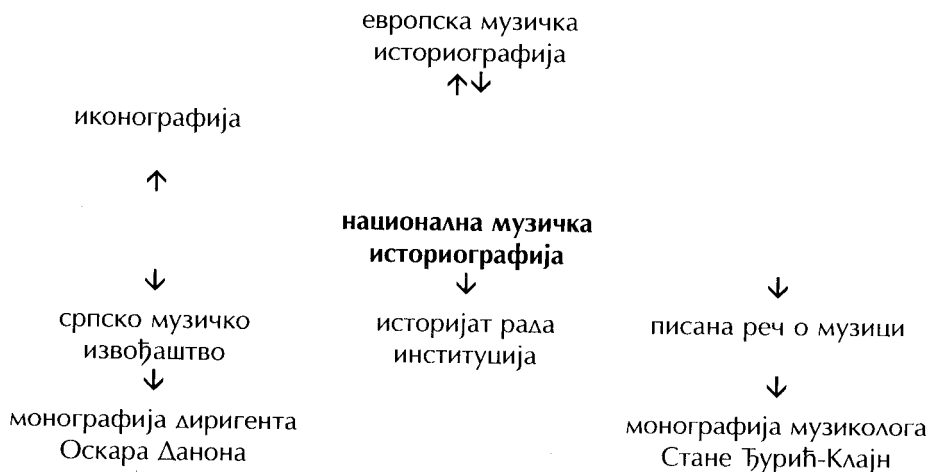 европска музичка
историографија
↑↓
иконографија
↑
национална музичка
историографија
↓ ↓ ↓
српско музичко
извођаштво
историјат рада
институција
писана реч о музици
↓ ↓
монографија диригента
Оскара Данона
монографија музиколога
Стане Ђурић-Клајн